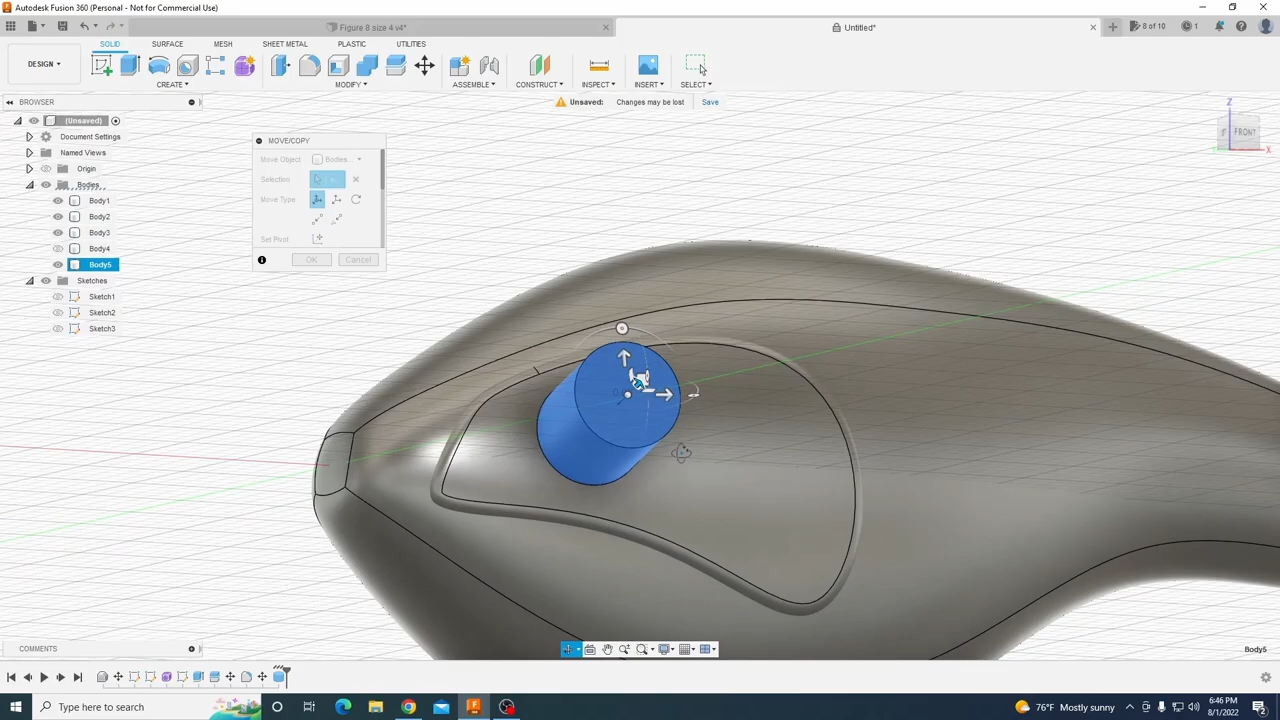 Autodesk Fusion 360 (Personal - Not for Commercial Use)
Figure 8 size 4 v4*
Untitled*
8 of 10
1
SOLID
SURFACE
MESH
SHEET METAL
PLASTIC
UTILITIES
DESIGN
CREATE
MODIFY
ASSEMBLE
CONSTRUCT
INSPECT
INSERT
SELECT
BROWSER
Unsaved:
Changes may be lost
Save
(Unsaved)
Document Settings
Named Views
Origin
Bodies
Body1
Body2
Body3
Body4
Body5
Sketches
Sketch1
Sketch2
Sketch3
MOVE/COPY
Move Object
Bodies...
Selection
Move Type
Set Pivot
OK
Cancel
Z
FRONT
X
COMMENTS
Body5
Type here to search
76°F Mostly sunny
6:46 PM
8/1/2022
2